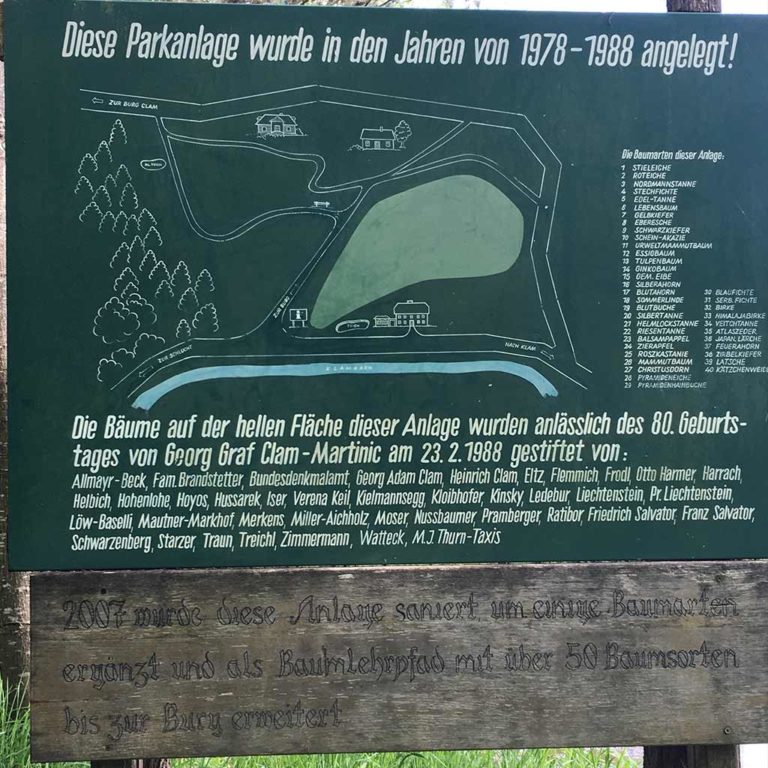 Diese Parkanlage wurde in den Jahren von 1978-1988 angelegt!
ZUR BURG CLAM
Die Baumarten dieser Anlage:
1 STIELEICHE
2 ROTEICHE
3 NORDMANNSTANNE
4 STECHFICHTE
5 EDEL-TANNE
6 LEBENSBAUM
7 GELBKIEFER
8 EBERESCHE
9 SCHWARZKIEFER
10 SCHEIN-AKAZIE
11 URWELTMAMMUTBAUM
12 ESSIGBAUM
13 TULPENBAUM
14 GINKOBAUM
15 GEM. EIBE
16 SILBERAHORN
17 BLUTAHORN
18 SOMMERLINDE
19 BLUTBUCHE
20 SILBERTANNE
21 HELMLOCKSTANNE
22 RIESENTANNE
23 BALSAMPAPPEL
24 ZIERAPFEL
25 ROSZKASTANIE
26 MAMMUTBAUM
27 CHRISTUSDORN
28 PYRAMIDENEICHE
29 PYRAMIDENHAINBUCHE
30 BLAUFICHTE
31 SERB. FICHTE
32 BIRKE
33 HIMALAJABIRKE
34 VEITCHTANNE
35 ATLASZEDER
36 JAPAN. LÄRCHE
37 FEUERAHORN
38 ZIRBELKIEFER
39 LATSCHE
40 KÄTZCHENWEIDE
ZUR BURG
TEICH
ZUR SCHLUCHT
NACH KLAM
KLAMBACH
Die Bäume auf der hellen Fläche dieser Anlage wurden anlässlich des 80. Geburts-
tages von Georg Graf Clam-Martinic am 23.2.1988 gestiftet von:
Allmayr-Beck, Fam. Brandstetter, Bundesdenkmalamt, Georg Adam Clam, Heinrich Clam, Eltz, Flemmich, Frodl, Otto Harmer, Harrach,
Helbich, Hohenlohe, Hoyos, Hussarek, Iser, Verena Keil, Kielmannsegg, Kloibhofer, Kinsky, Ledebur, Liechtenstein, Pr. Liechtenstein,
Löw-Baselli, Mautner-Markhof, Merkens, Miller-Aichholz, Moser, Nussbaumer, Pramberger, Ratibor, Friedrich Salvator, Franz Salvator,
Schwarzenberg, Starzer, Traun, Treichl, Zimmermann, Watteck, M.J. Thurn-Taxis
2007 wurde diese Anlage saniert, um einige Baumarten
ergänzt und als Baumlehrpfad mit über 50 Baumsorten
bis zur Burg erweitert